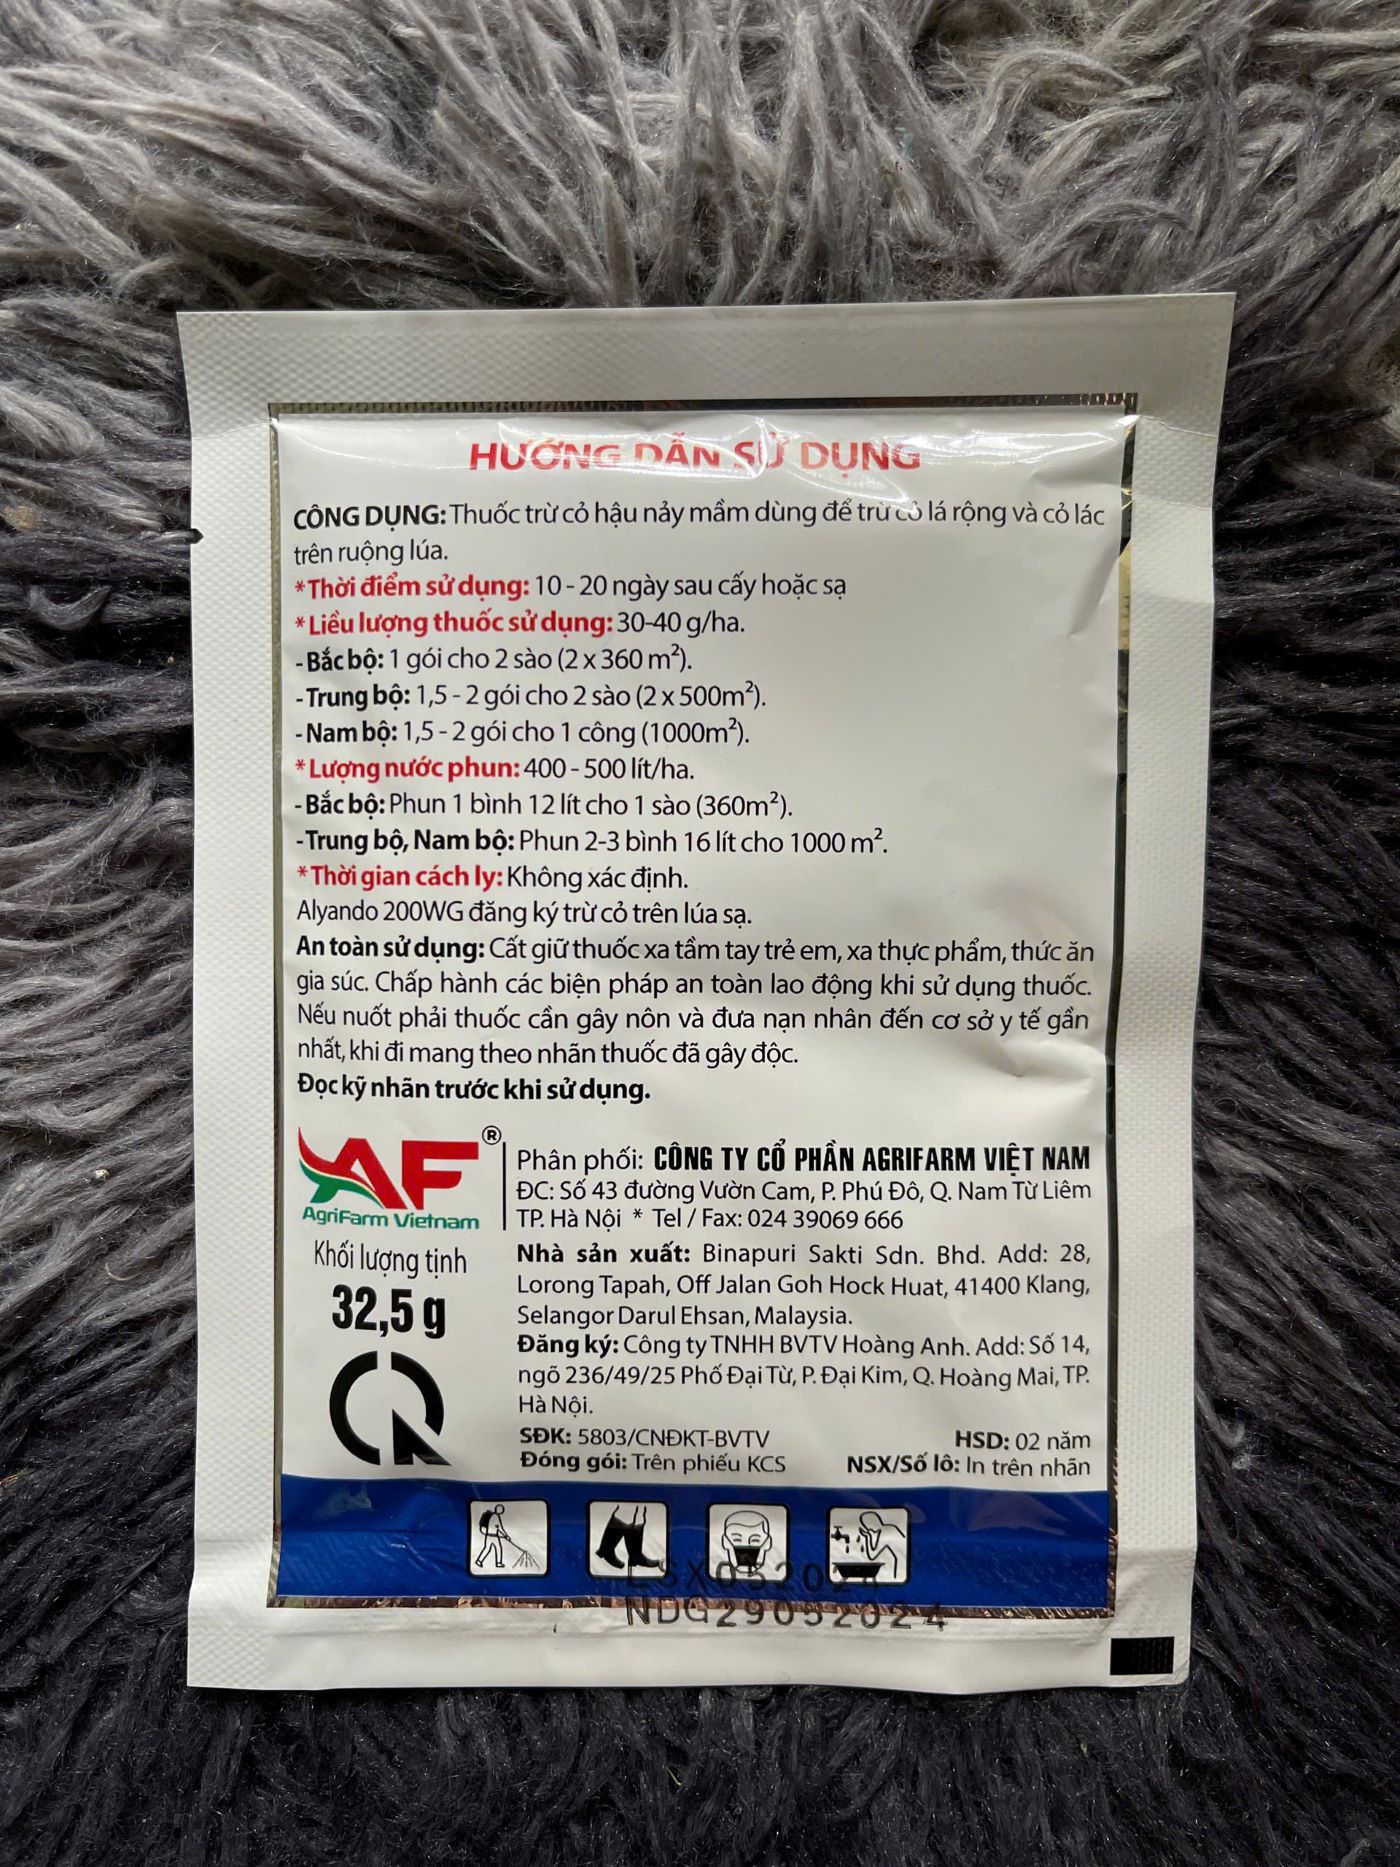 HƯỚNG DẪN SỬ DỤNG
CÔNG DỤNG: Thuốc trừ cỏ hậu nảy mầm dùng để trừ cỏ lá rộng và cỏ lác
trên ruộng lúa.
*Thời điểm sử dụng: 10 - 20 ngày sau cấy hoặc sạ
*Liều lượng thuốc sử dụng: 30-40 g/ha.
- Bắc bộ: 1 gói cho 2 sào (2 x 360 m²).
- Trung bộ: 1,5 - 2 gói cho 2 sào (2 x 500m²).
- Nam bộ: 1,5 - 2 gói cho 1 công (1000m²).
*Lượng nước phun: 400 - 500 lít/ha.
- Bắc bộ: Phun 1 bình 12 lít cho 1 sào (360m²).
- Trung bộ, Nam bộ: Phun 2-3 bình 16 lít cho 1000 m².
*Thời gian cách ly: Không xác định.
Alyando 200WG đăng ký trừ cỏ trên lúa sạ.
An toàn sử dụng: Cất giữ thuốc xa tầm tay trẻ em, xa thực phẩm, thức ăn
gia súc. Chấp hành các biện pháp an toàn lao động khi sử dụng thuốc.
Nếu nuốt phải thuốc cần gây nôn và đưa nạn nhân đến cơ sở y tế gần
nhất, khi đi mang theo nhãn thuốc đã gây độc.
Đọc kỹ nhãn trước khi sử dụng.
AF®
AgriFarm Vietnam
Khối lượng tịnh
32,5 g
Phân phối: CÔNG TY CỔ PHẦN AGRIFARM VIỆT NAM
ĐC: Số 43 đường Vườn Cam, P. Phú Đô, Q. Nam Từ Liêm
TP. Hà Nội * Tel / Fax: 024 39069 666
Nhà sản xuất: Binapuri Sakti Sdn. Bhd. Add: 28,
Lorong Tapah, Off Jalan Goh Hock Huat, 41400 Klang,
Selangor Darul Ehsan, Malaysia.
Đăng ký: Công ty TNHH BVTV Hoàng Anh. Add: Số 14,
ngõ 236/49/25 Phố Đại Từ, P. Đại Kim, Q. Hoàng Mai, TP.
Hà Nội.
SĐK: 5803/CNĐKT-BVTV HSD: 02 năm
Đóng gói: Trên phiếu KCS NSX/Số lô: In trên nhãn
LSX052024
NDG29052024